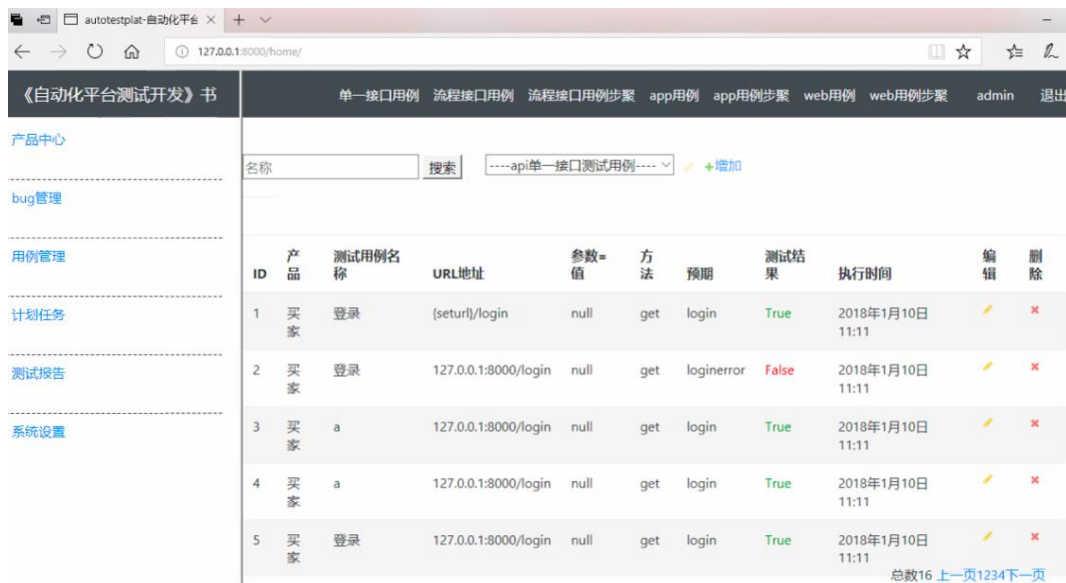 autotestplat-自动化平台
127.0.0.1:8000/home/
《自动化平台测试开发》书
单一接口用例 流程接口用例 流程接口用例步聚 app用例 app用例步聚 web用例 web用例步聚 admin 退出
产品中心
bug管理
用例管理
计划任务
测试报告
系统设置
名称 搜索 ----api单一接口测试用例---- +增加
ID 产品 测试用例名称 URL地址 参数=值 方法 预期 测试结果 执行时间 编辑 删除
1 买家 登录 {seturl}/login null get login True 2018年1月10日 11:11
2 买家 登录 127.0.0.1:8000/login null get loginerror False 2018年1月10日 11:11
3 买家 a 127.0.0.1:8000/login null get login True 2018年1月10日 11:11
4 买家 a 127.0.0.1:8000/login null get login True 2018年1月10日 11:11
5 买家 登录 127.0.0.1:8000/login null get login True 2018年1月10日 11:11
总数16 上一页1234下一页